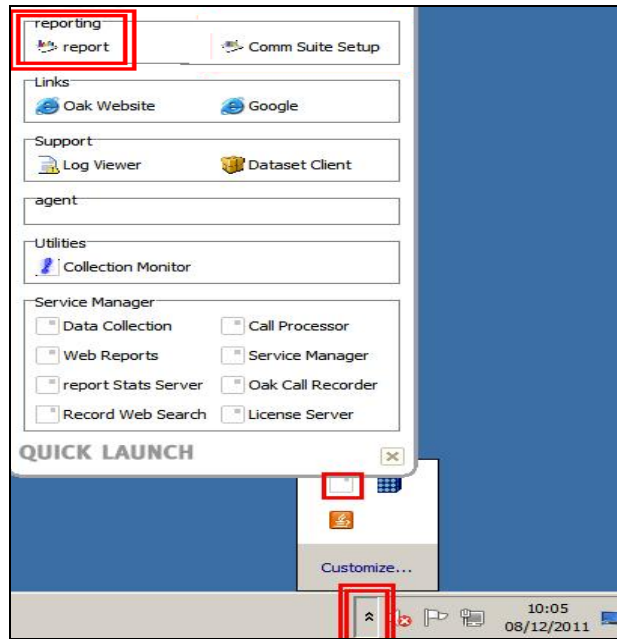 reporting
report Comm Suite Setup
Links
Oak Website Google
Support
Log Viewer Dataset Client
agent
Utilities
Collection Monitor
Service Manager
Data Collection Call Processor
Web Reports Service Manager
report Stats Server Oak Call Recorder
Record Web Search License Server
QUICK LAUNCH
Customize...
10:05
08/12/2011